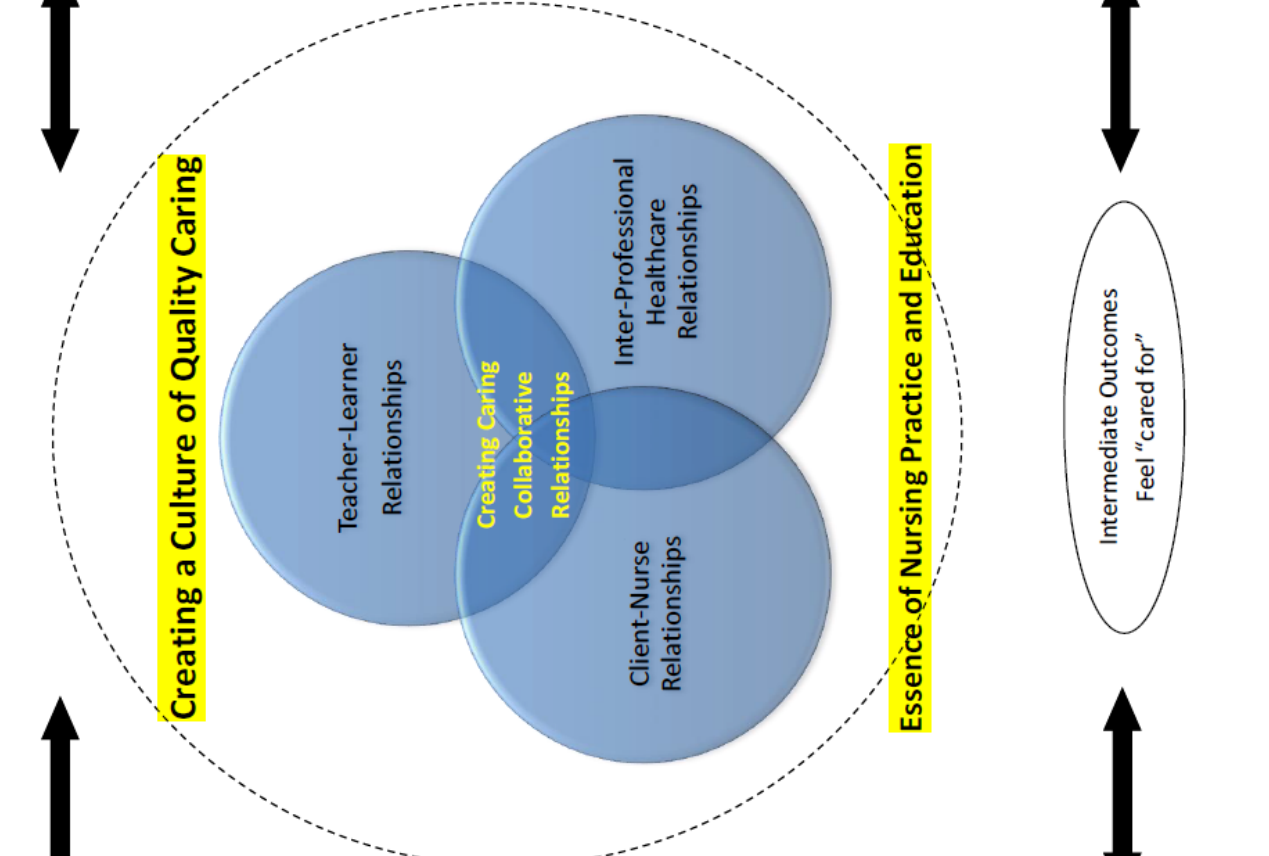 Creating a Culture of Quality Caring
Teacher-Learner
Relationships
Creating Caring
Collaborative
Relationships
Client-Nurse
Relationships
Inter-Professional
Healthcare
Relationships
Essence of Nursing Practice and Education
Intermediate Outcomes
Feel “cared for”